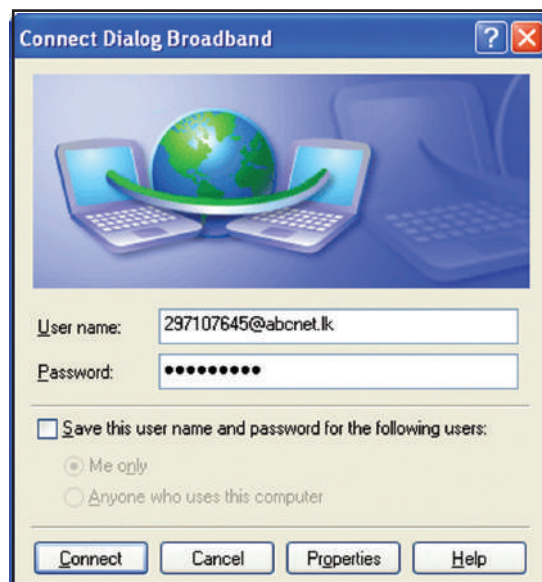 Connect Dialog Broadband
User name: 297107645@abcnet.lk
Password: •••••••••
Save this user name and password for the following users:
Me only
Anyone who uses this computer
Connect Cancel Properties Help